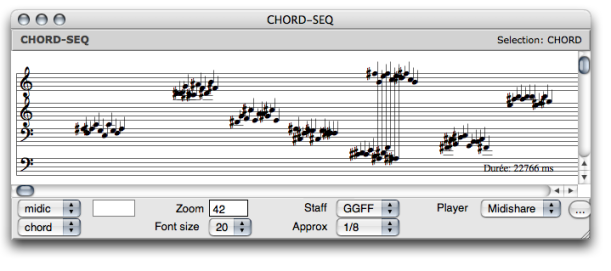 CHORD-SEQ
CHORD-SEQ Selection: CHORD
Durée: 22766 ms
midic Zoom 42 Staff GGFF Player Midishare ...
chord Font size 20 Approx 1/8